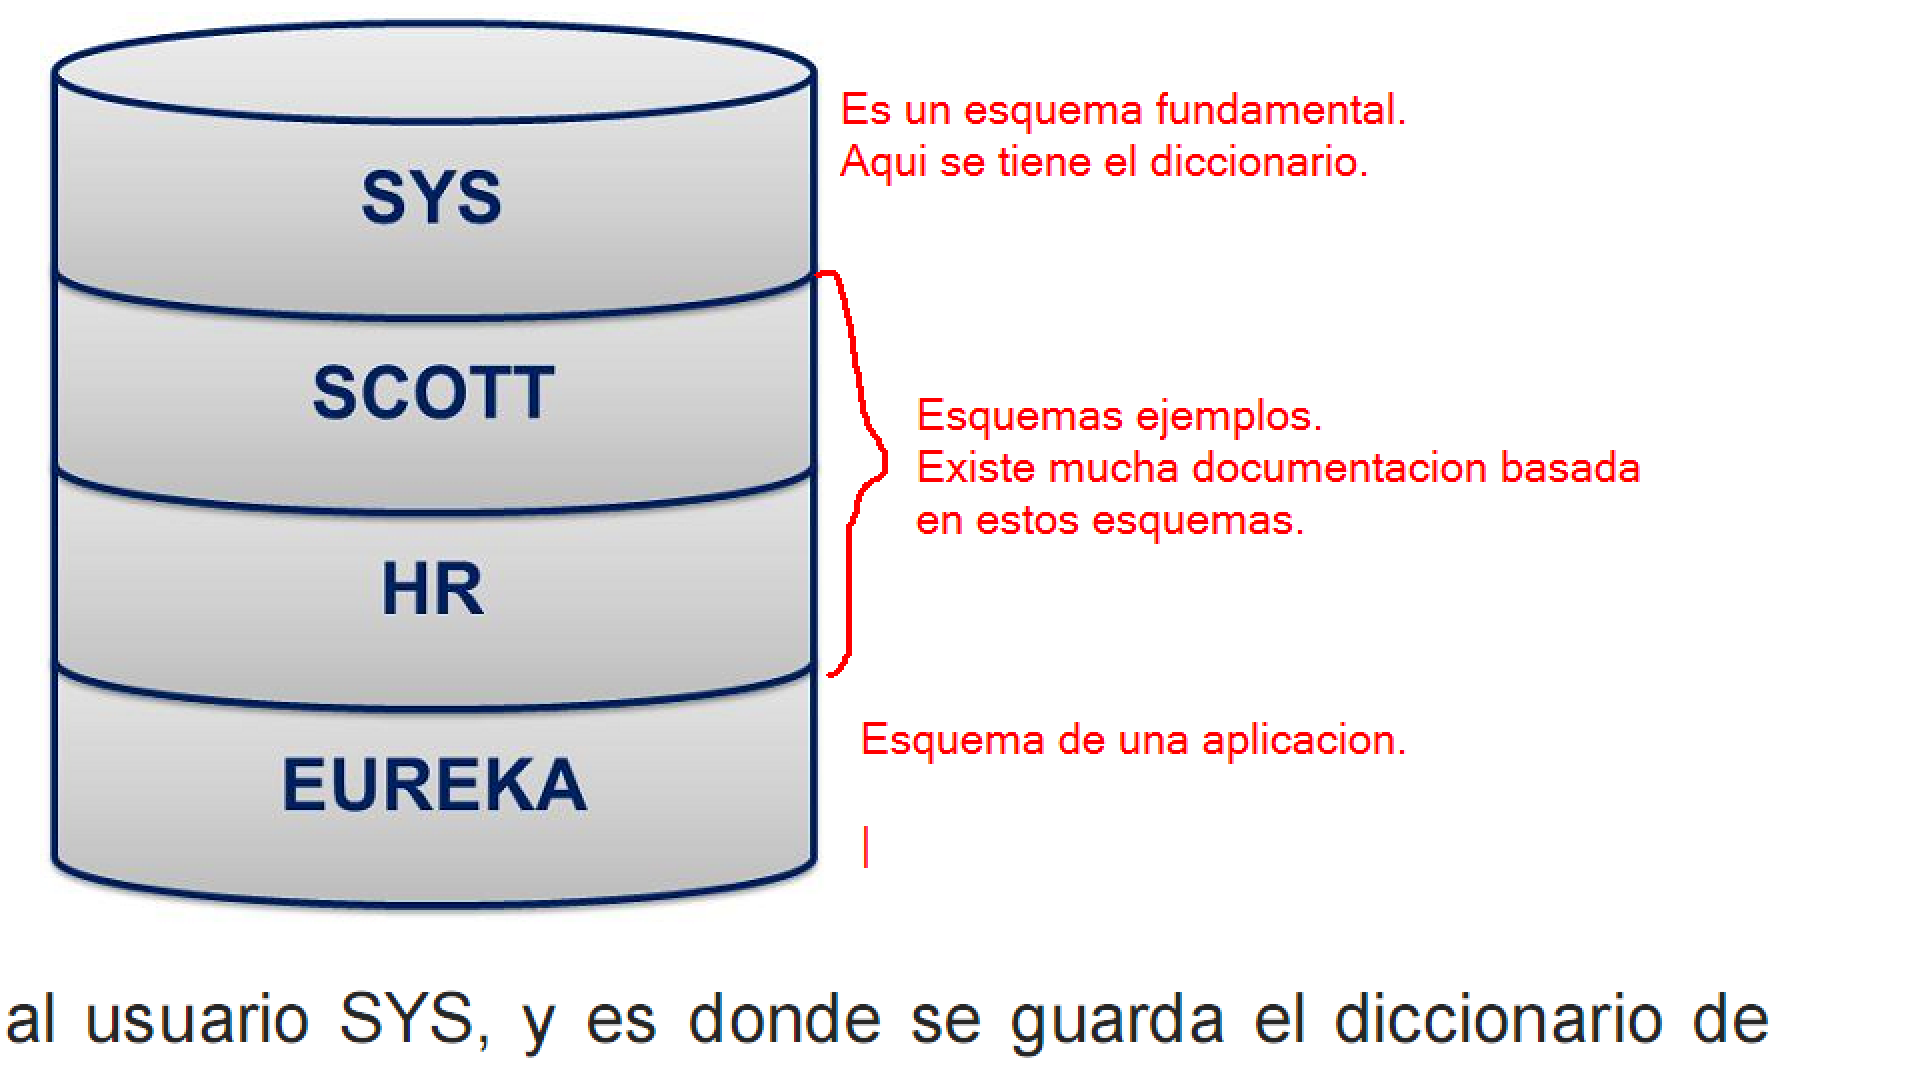 SYS
Es un esquema fundamental.
Aqui se tiene el diccionario.
SCOTT
HR
Esquemas ejemplos.
Existe mucha documentacion basada
en estos esquemas.
EUREKA
Esquema de una aplicacion.
al usuario SYS, y es donde se guarda el diccionario de